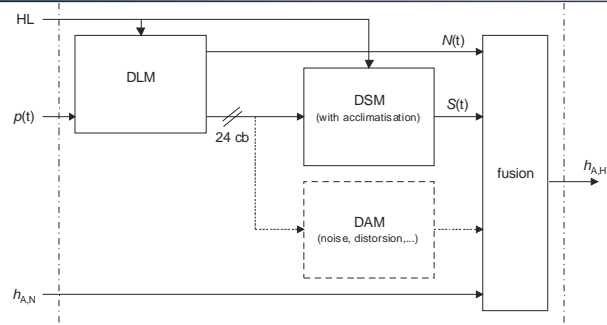 HL
N(t)
DLM
DSM
(with acclimatisation)
S(t)
p(t)
24 cb
fusion
h_A,H
DAM
(noise, distorsion,...)
h_A,N